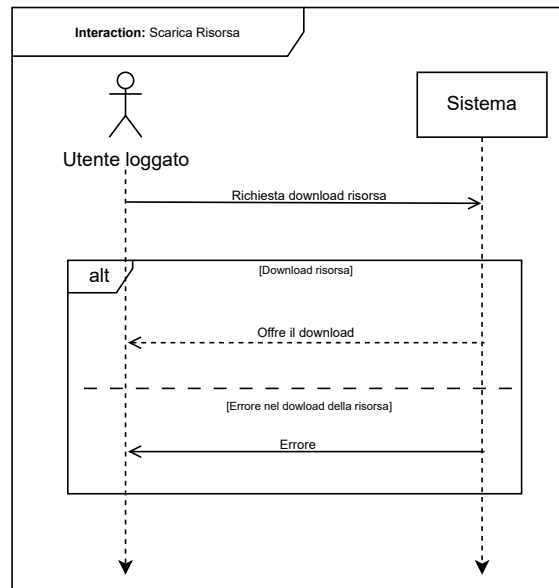 Interaction: Scarica Risorsa
Sistema
Utente loggato
Richiesta download risorsa
alt
[Download risorsa]
Offre il download
[Errore nel dowload della risorsa]
Errore